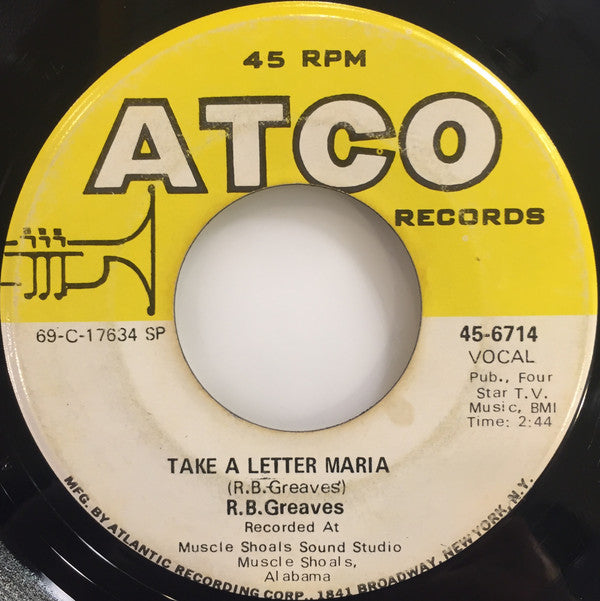 45 RPM
ATCO
RECORDS
69-C-17634 SP
45-6714
VOCAL
Pub., Four
Star T.V.
Music, BMI
Time: 2:44
TAKE A LETTER MARIA
(R.B.Greaves)
R.B.Greaves
Recorded At
Muscle Shoals Sound Studio
Muscle Shoals,
Alabama
MFG. BY ATLANTIC RECORDING CORP., 1841 BROADWAY, NEW YORK, N.Y.